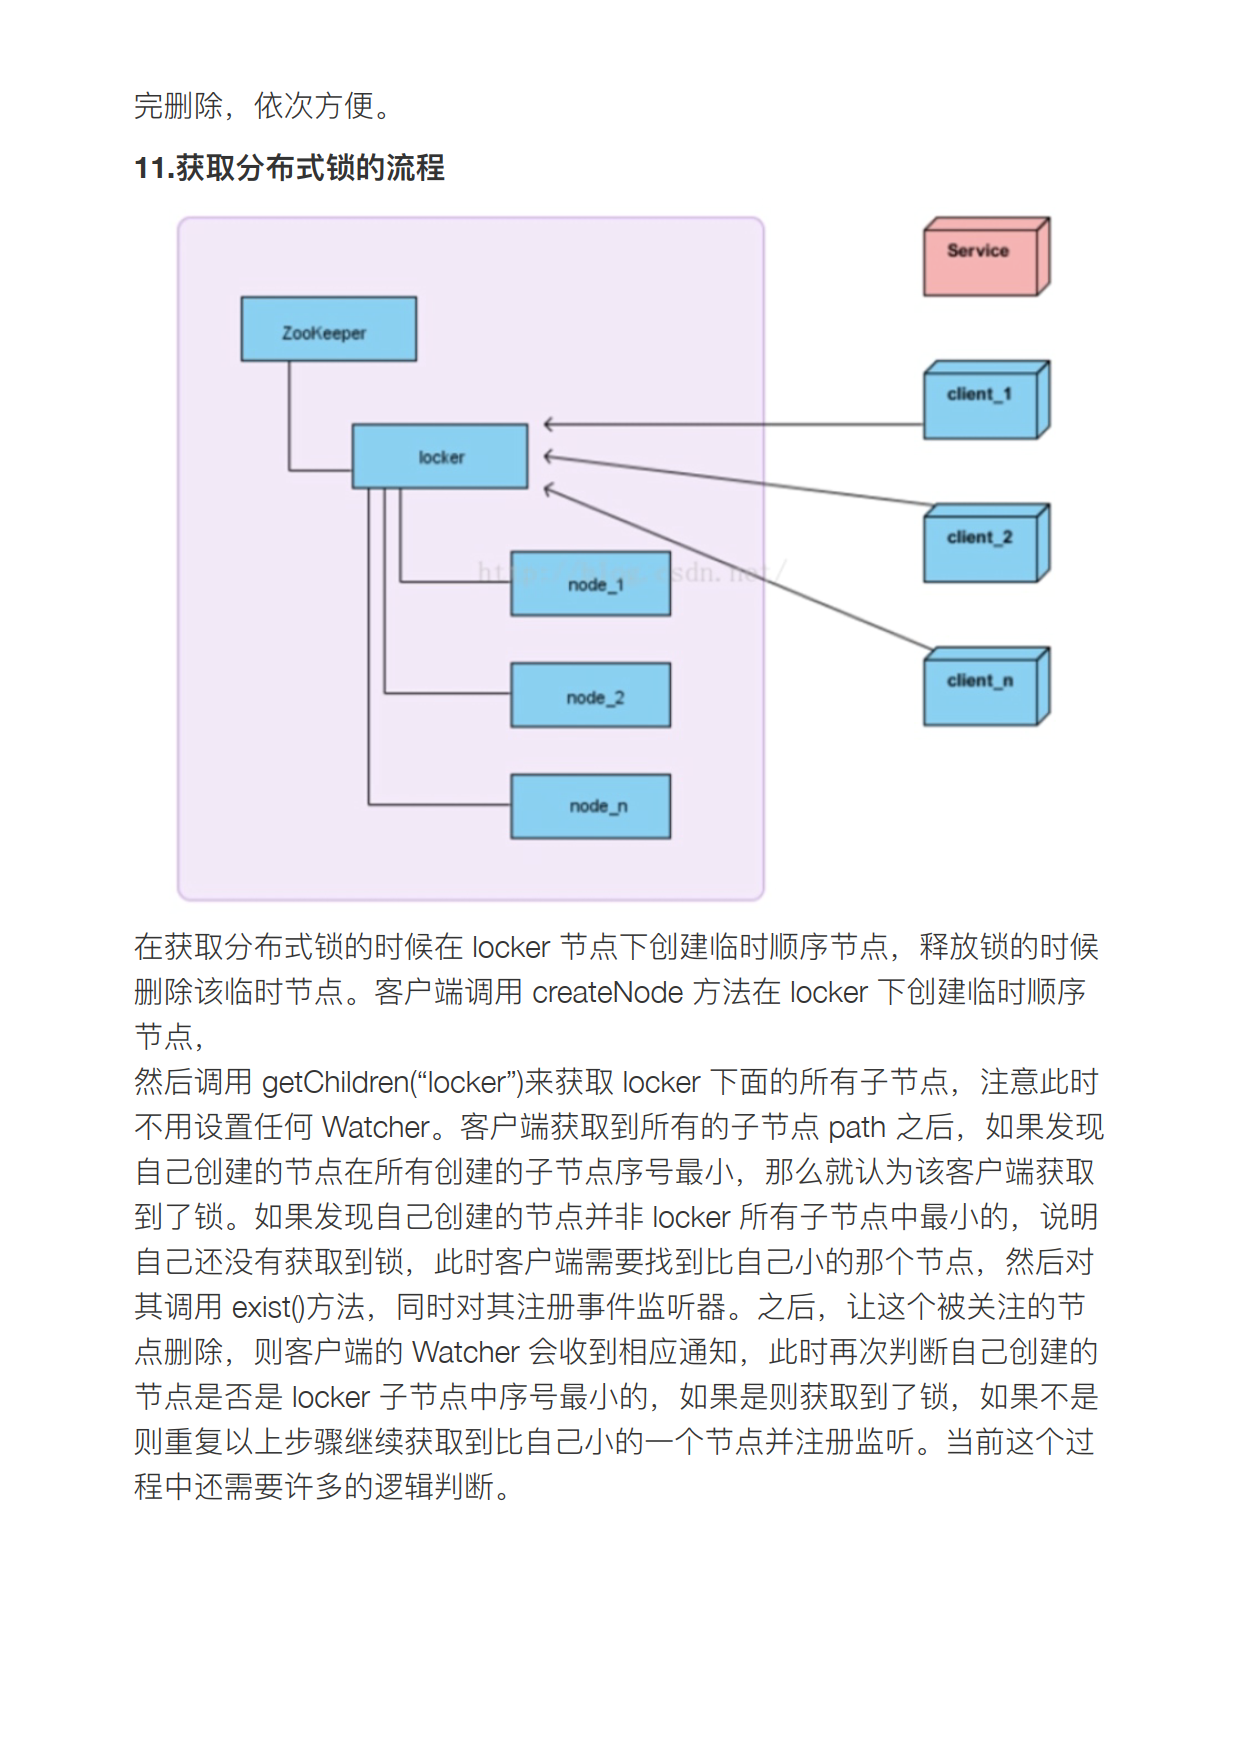 完删除，依次方便。
11.获取分布式锁的流程
Service
ZooKeeper
client_1
locker
client_2
http://blog.csdn.net/
node_1
client_n
node_2
node_n
在获取分布式锁的时候在 locker 节点下创建临时顺序节点，释放锁的时候
删除该临时节点。客户端调用 createNode 方法在 locker 下创建临时顺序
节点，
然后调用 getChildren(“locker”)来获取 locker 下面的所有子节点，注意此时
不用设置任何 Watcher。客户端获取到所有的子节点 path 之后，如果发现
自己创建的节点在所有创建的子节点序号最小，那么就认为该客户端获取
到了锁。如果发现自己创建的节点并非 locker 所有子节点中最小的，说明
自己还没有获取到锁，此时客户端需要找到比自己小的那个节点，然后对
其调用 exist()方法，同时对其注册事件监听器。之后，让这个被关注的节
点删除，则客户端的 Watcher 会收到相应通知，此时再次判断自己创建的
节点是否是 locker 子节点中序号最小的，如果是则获取到了锁，如果不是
则重复以上步骤继续获取到比自己小的一个节点并注册监听。当前这个过
程中还需要许多的逻辑判断。